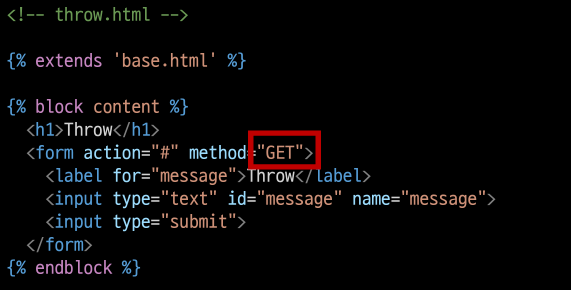 <!-- throw.html -->
{% extends 'base.html' %}
{% block content %}
<h1>Throw</h1>
<form action="#" method="GET">
<label for="message">Throw</label>
<input type="text" id="message" name="message">
<input type="submit">
</form>
{% endblock %}